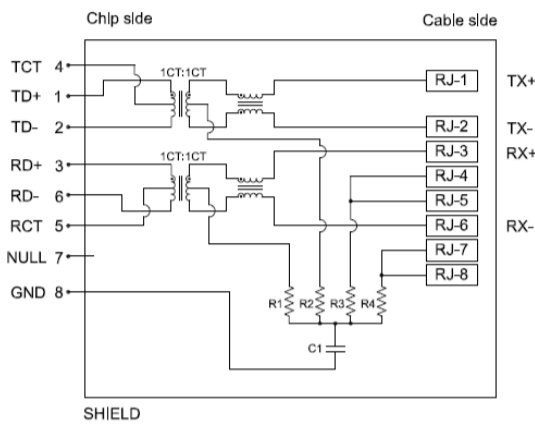 Chip side Cable side
TCT 4
1CT:1CT
TD+ 1
RJ-1 TX+
TD- 2
RJ-2 TX-
RJ-3 RX+
RD+ 3
1CT:1CT
RJ-4
RD- 6
RJ-5
RCT 5
RJ-6 RX-
NULL 7
RJ-7
RJ-8
GND 8
R1 R2 R3 R4
C1
SHIELD